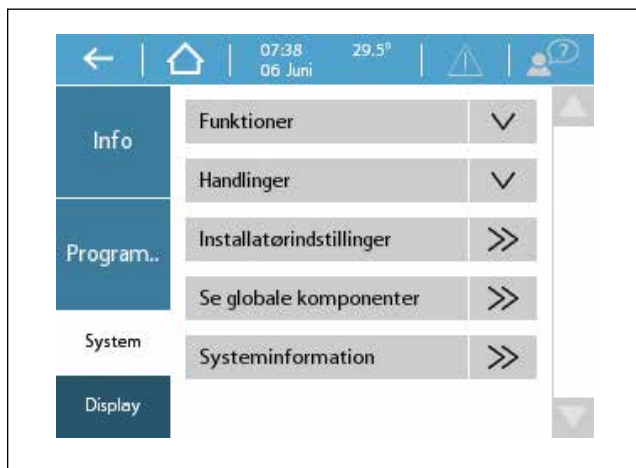 07:38 29.5°
06 Juni
?
Info
Program..
System
Display
Funktioner
Handlinger
Installatørindstillinger
Se globale komponenter
Systeminformation